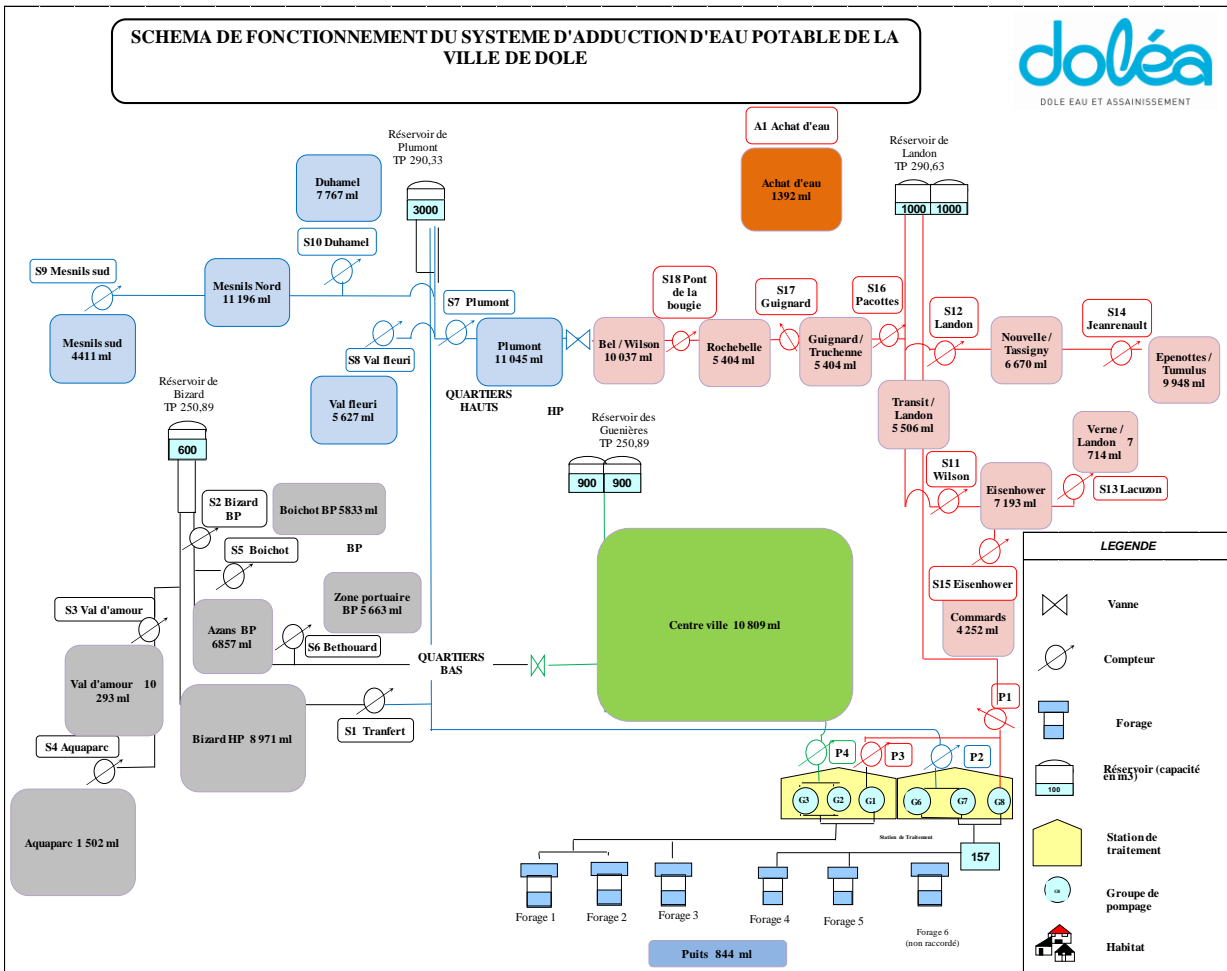 SCHEMA DE FONCTIONNEMENT DU SYSTEME D'ADDUCTION D'EAU POTABLE DE LA
VILLE DE DOLE
doléa
DOLE EAU ET ASSAINISSEMENT
Réservoir de
Plumont
TP 290,33
3000
A1 Achat d'eau
Achat d'eau
1392 ml
Réservoir de
Landon
TP 290,63
1000
1000
Duhamel
7 767 ml
S10 Duhamel
S9 Mesnils sud
Mesnils Nord
11 196 ml
Mesnils sud
4411 ml
S7 Plumont
S8 Val fleuri
Val fleuri
5 627 ml
Plumont
11 045 ml
QUARTIERS
HAUTS
HP
S18 Pont
de la
bougie
Bel / Wilson
10 037 ml
S17
Guignard
Rochebelle
5 404 ml
S16
Pacottes
Guignard /
Truchenne
5 404 ml
S12
Landon
Nouvelle /
Tassigny
6 670 ml
S14
Jeanrenault
Epenottes /
Tumulus
9 948 ml
Transit /
Landon
5 506 ml
S11
Wilson
Eisenhower
7 193 ml
Verne /
Landon 7
714 ml
S13 Lacuzon
S15 Eisenhower
Commards
4 252 ml
Réservoir de
Bizard
TP 250,89
600
Réservoir des
Guenières
TP 250,89
900
900
S2 Bizard
BP
Boichot BP 5833 ml
BP
S5 Boichot
Zone portuaire
BP 5 663 ml
S3 Val d'amour
Azans BP
6857 ml
S6 Bethouard
QUARTIERS
BAS
Centre ville 10 809 ml
Val d'amour 10
293 ml
Bizard HP 8 971 ml
S1 Tranfert
S4 Aquaparc
Aquaparc 1 502 ml
P1
P4
P3
P2
G3
G2
G1
G6
G7
G8
Station de Traitement
157
Forage 1
Forage 2
Forage 3
Forage 4
Forage 5
Forage 6
(non raccordé)
Puits 844 ml
LEGENDE
Vanne
Compteur
Forage
Réservoir (capacité
en m3)
100
Station de
traitement
Groupe de
pompage
Habitat